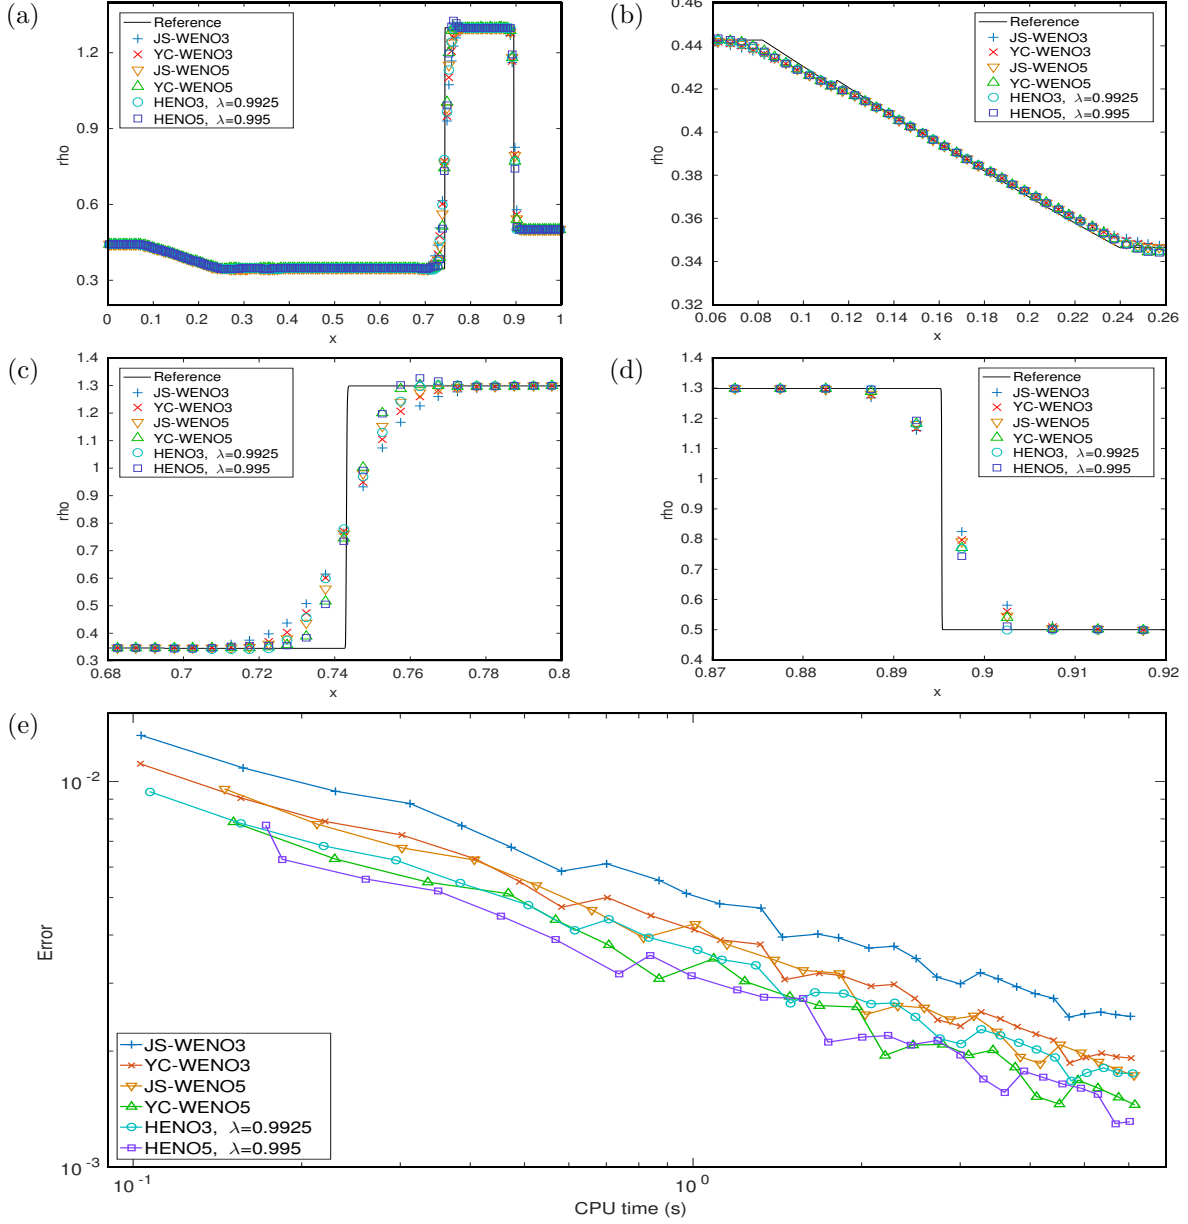 (a)
1.2
0.9
0.6
0.3
rho
0
0.1
0.2
0.3
0.4
0.5
0.6
0.7
0.8
0.9
1
x
Reference
JS-WENO3
YC-WENO3
JS-WENO5
YC-WENO5
HENO3, λ=0.9925
HENO5, λ=0.995
(b)
0.46
0.44
0.42
0.4
0.38
0.36
0.34
0.32
rho
0.06
0.08
0.1
0.12
0.14
0.16
0.18
0.2
0.22
0.24
0.26
x
Reference
JS-WENO3
YC-WENO3
JS-WENO5
YC-WENO5
HENO3, λ=0.9925
HENO5, λ=0.995
(c)
1.4
1.3
1.2
1.1
1
0.9
0.8
0.7
0.6
0.5
0.4
0.3
rho
0.68
0.7
0.72
0.74
0.76
0.78
0.8
x
Reference
JS-WENO3
YC-WENO3
JS-WENO5
YC-WENO5
HENO3, λ=0.9925
HENO5, λ=0.995
(d)
1.4
1.3
1.2
1.1
1
0.9
0.8
0.7
0.6
0.5
0.4
rho
0.87
0.88
0.89
0.9
0.91
0.92
x
Reference
JS-WENO3
YC-WENO3
JS-WENO5
YC-WENO5
HENO3, λ=0.9925
HENO5, λ=0.995
(e)
10⁻²
10⁻³
Error
10⁻¹
10⁰
CPU time (s)
JS-WENO3
YC-WENO3
JS-WENO5
YC-WENO5
HENO3, λ=0.9925
HENO5, λ=0.995